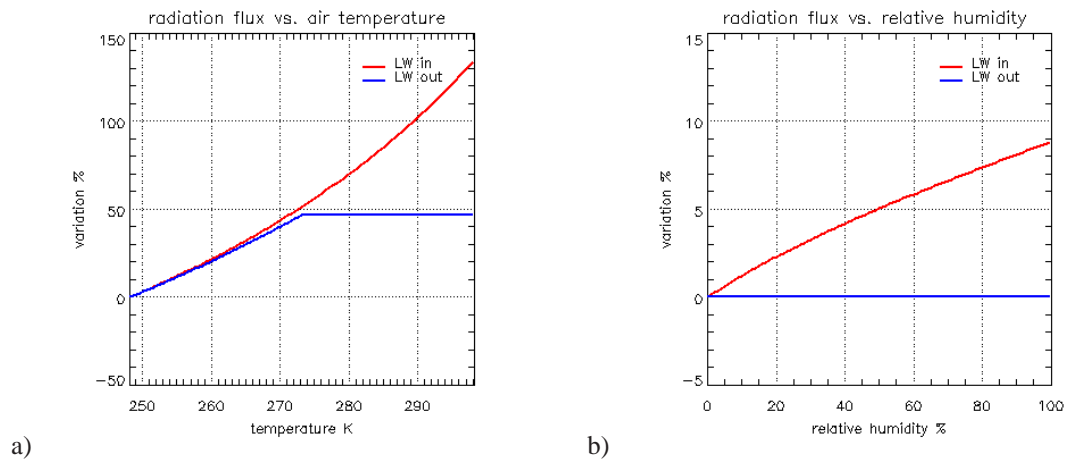 radiation flux vs. air temperature
150
100
50
0
−50
variation %
LW in
LW out
250 260 270 280 290
temperature K
a)
radiation flux vs. relative humidity
15
10
5
0
−5
variation %
LW in
LW out
0 20 40 60 80 100
relative humidity %
b)